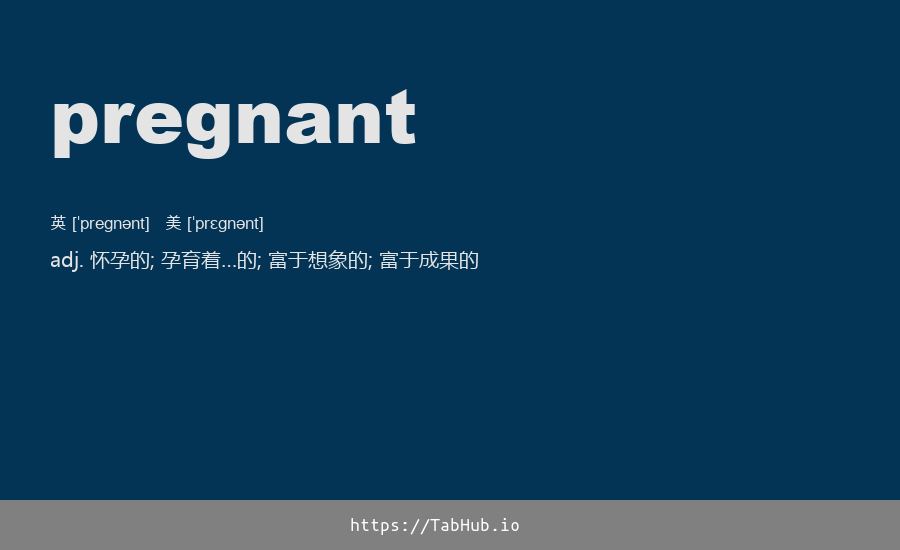 pregnant
英 [ˈpreɡnənt] 美 [ˈprɛɡnənt]
adj. 怀孕的; 孕育着…的; 富于想象的; 富于成果的
https://TabHub.io